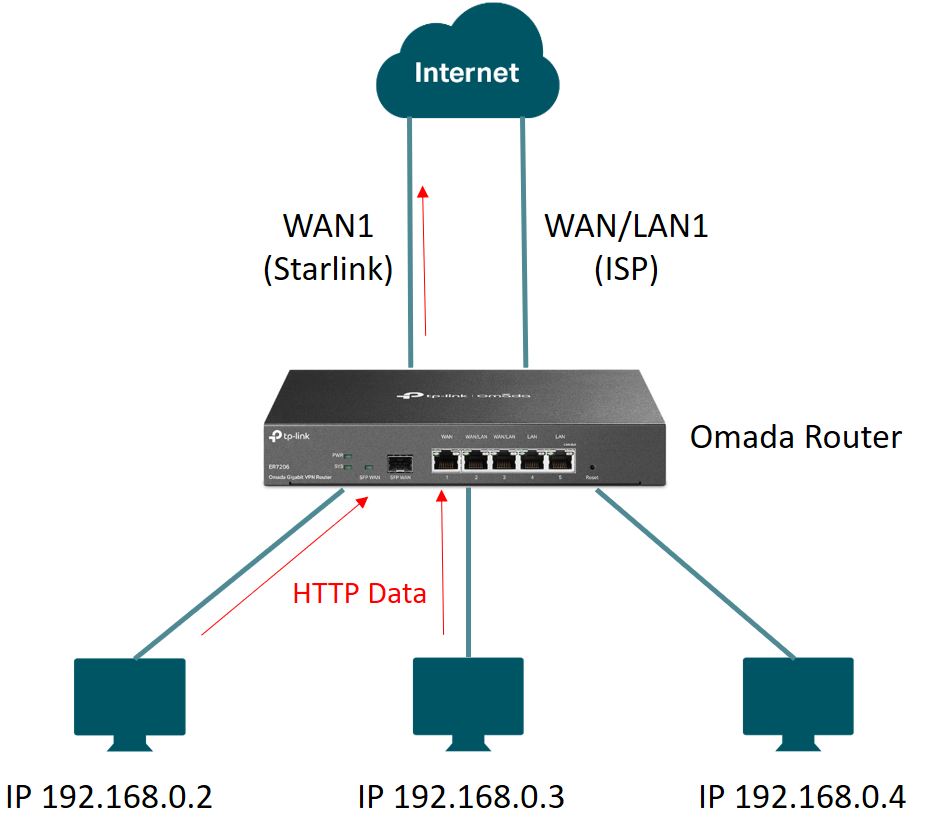 Internet
WAN1
(Starlink)
WAN/LAN1
(ISP)
tp-link | omada
tp-link
WAN WAN/LAN WAN/LAN LAN LAN
PWR
SYS
ER7206
Omada Gigabit VPN Router
SFP WAN SFP WAN
1 2 3 4 5
Reset
Omada Router
HTTP Data
IP 192.168.0.2
IP 192.168.0.3
IP 192.168.0.4